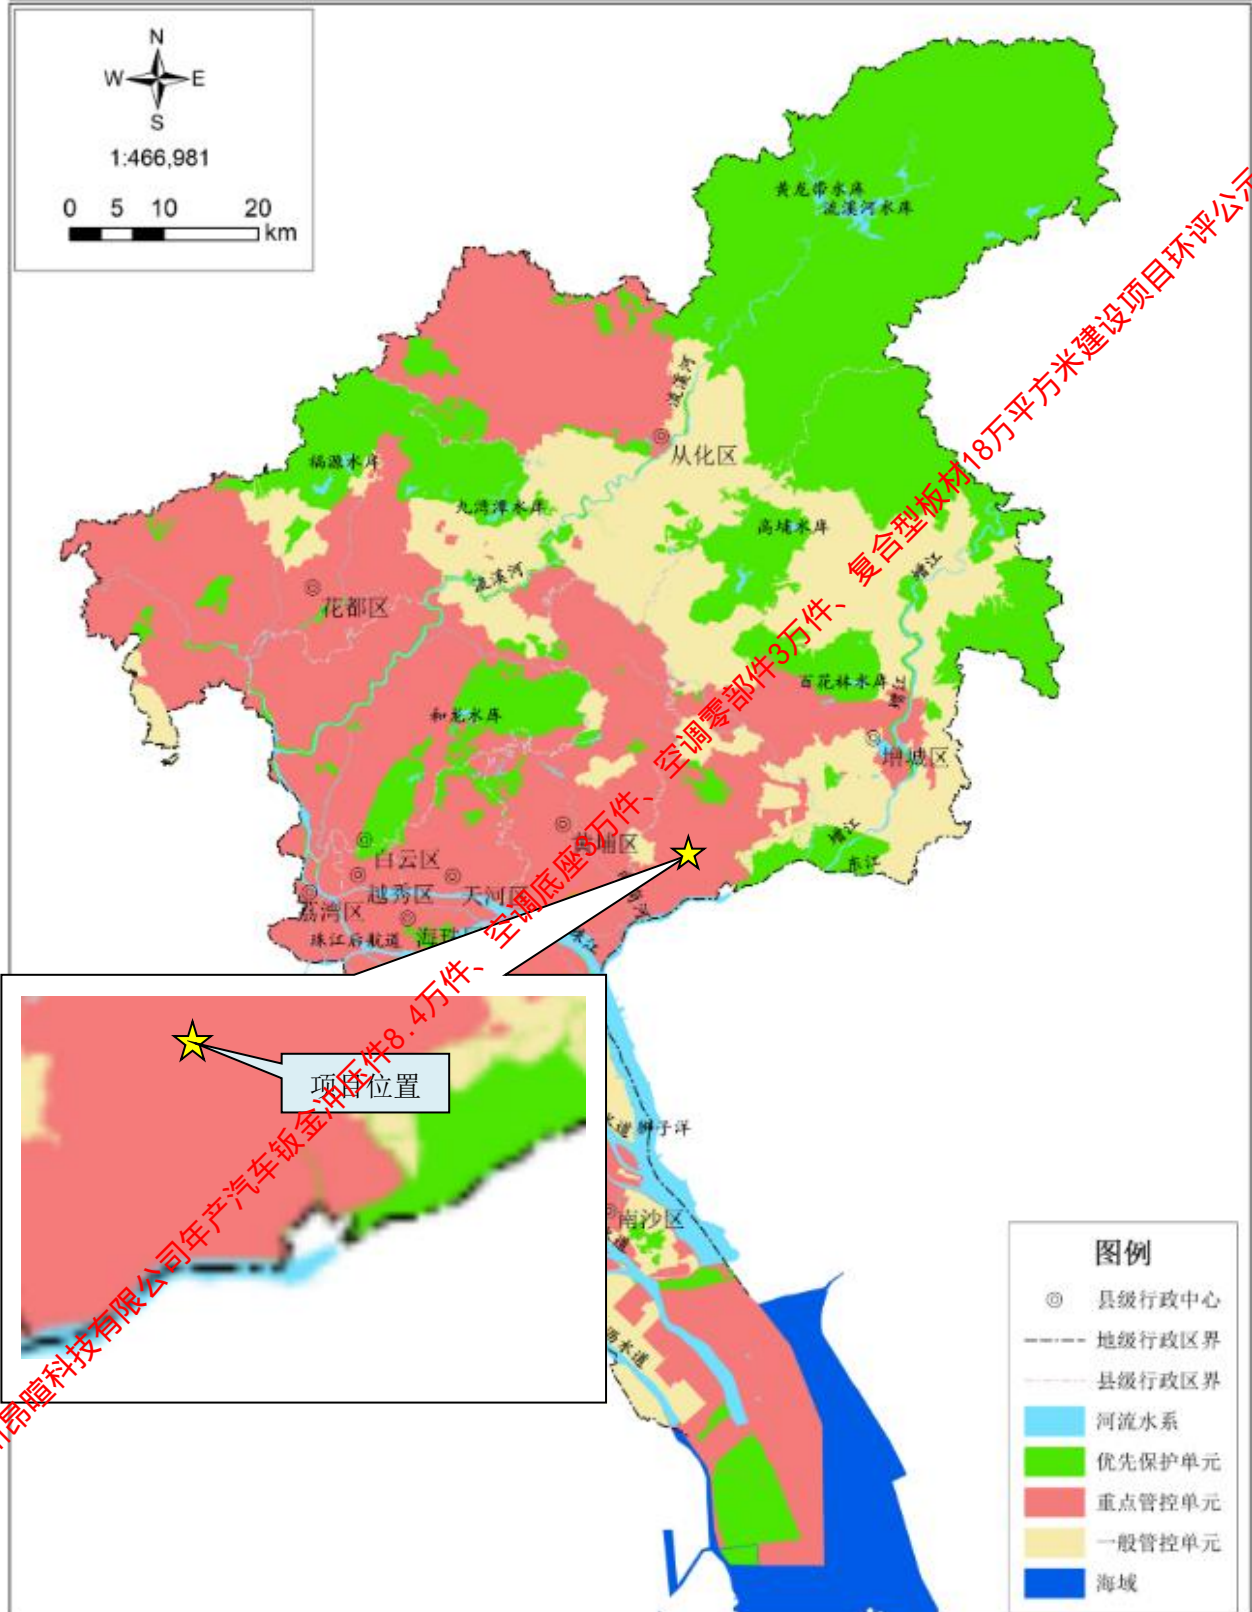 N
W E
S
1:466,981
0 5 10 20
km
黄龙带水库
流溪河水库
流溪河
从化区
福源水库
九湾潭水库
高埔水库
增江
流溪河
花都区
百花林水库
增江
和龙水库
增城区
增江
东江
黄埔区
白云区
越秀区
天河区
荔湾区
珠江后航道
项目位置
狮子洋
南沙区
图例
县级行政中心
地级行政区界
县级行政区界
河流水系
优先保护单元
重点管控单元
一般管控单元
海域
昂暄科技有限公司年产汽车钣金冲压件8.4万件、空调底座3万件、空调零部件3万件、复合型板材18万平方米建设项目环评公示